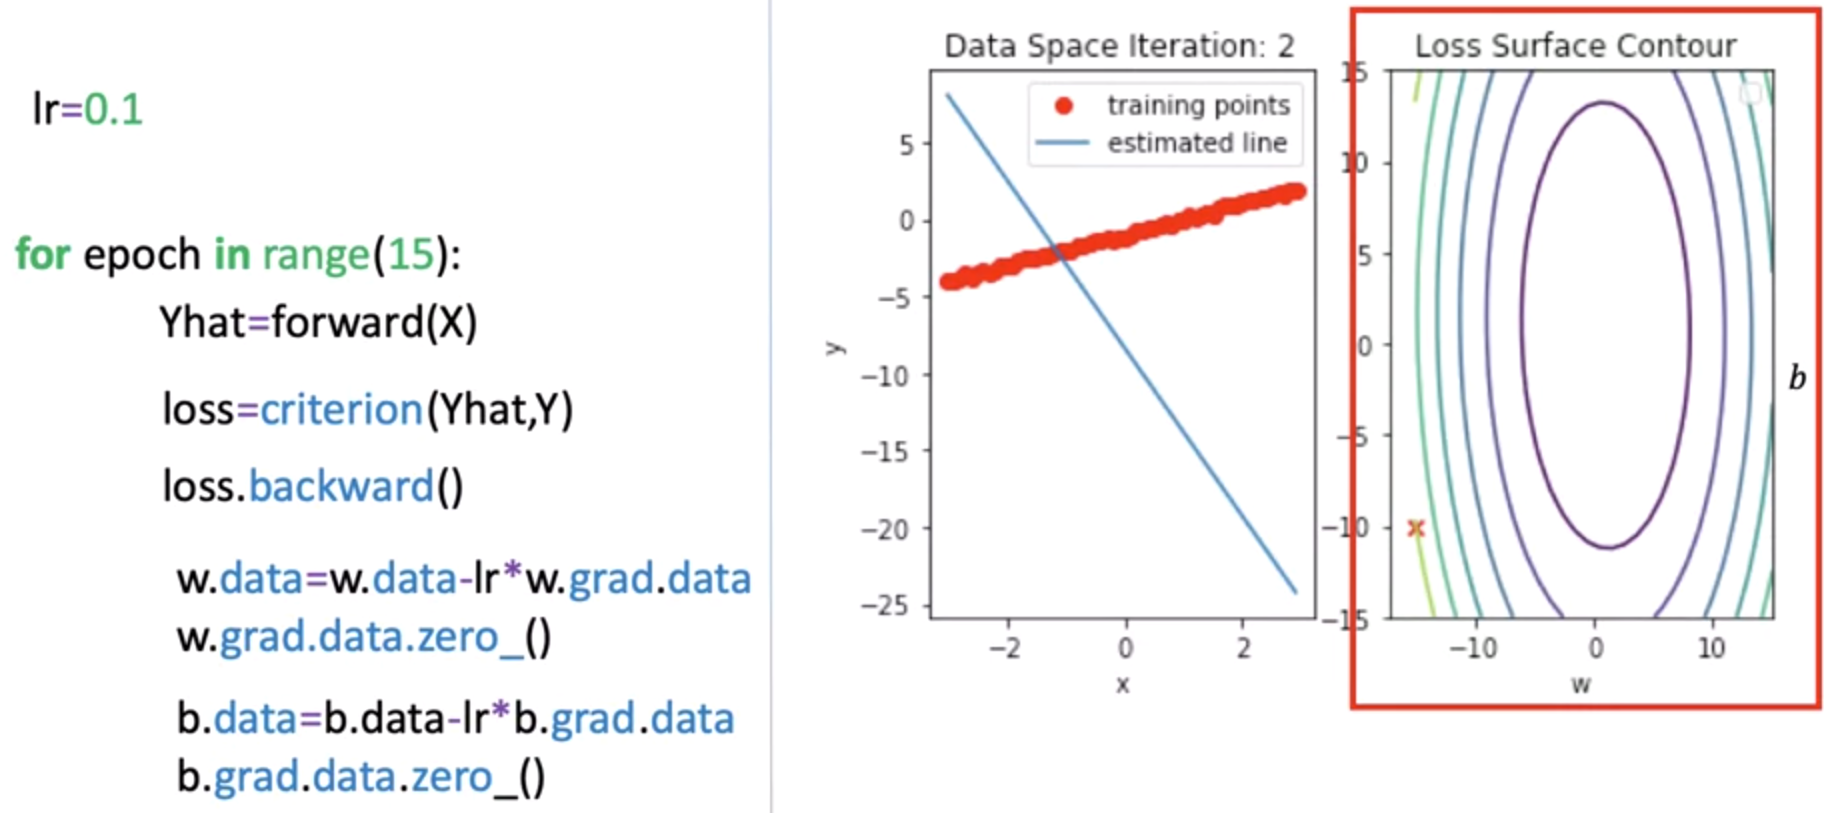 lr=0.1
for epoch in range(15):
Yhat=forward(X)
loss=criterion(Yhat,Y)
loss.backward()
w.data=w.data-lr*w.grad.data
w.grad.data.zero_()
b.data=b.data-lr*b.grad.data
b.grad.data.zero_()
Data Space Iteration: 2
training points
estimated line
5
0
−5
−10
−15
−20
−25
y
−2 0 2
x
Loss Surface Contour
15
10
5
0
−5
−10
−15
b
−10 0 10
w